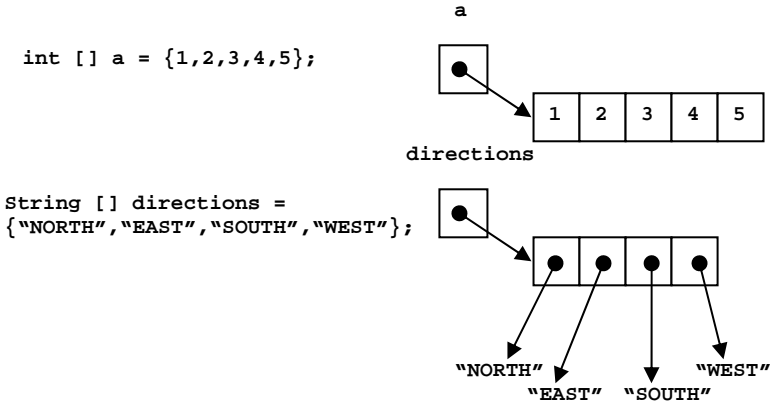 a
int [] a = {1,2,3,4,5};
1 2 3 4 5
directions
String [] directions =
{“NORTH”,“EAST”,“SOUTH”,“WEST”};
“NORTH” “WEST”
“EAST” “SOUTH”